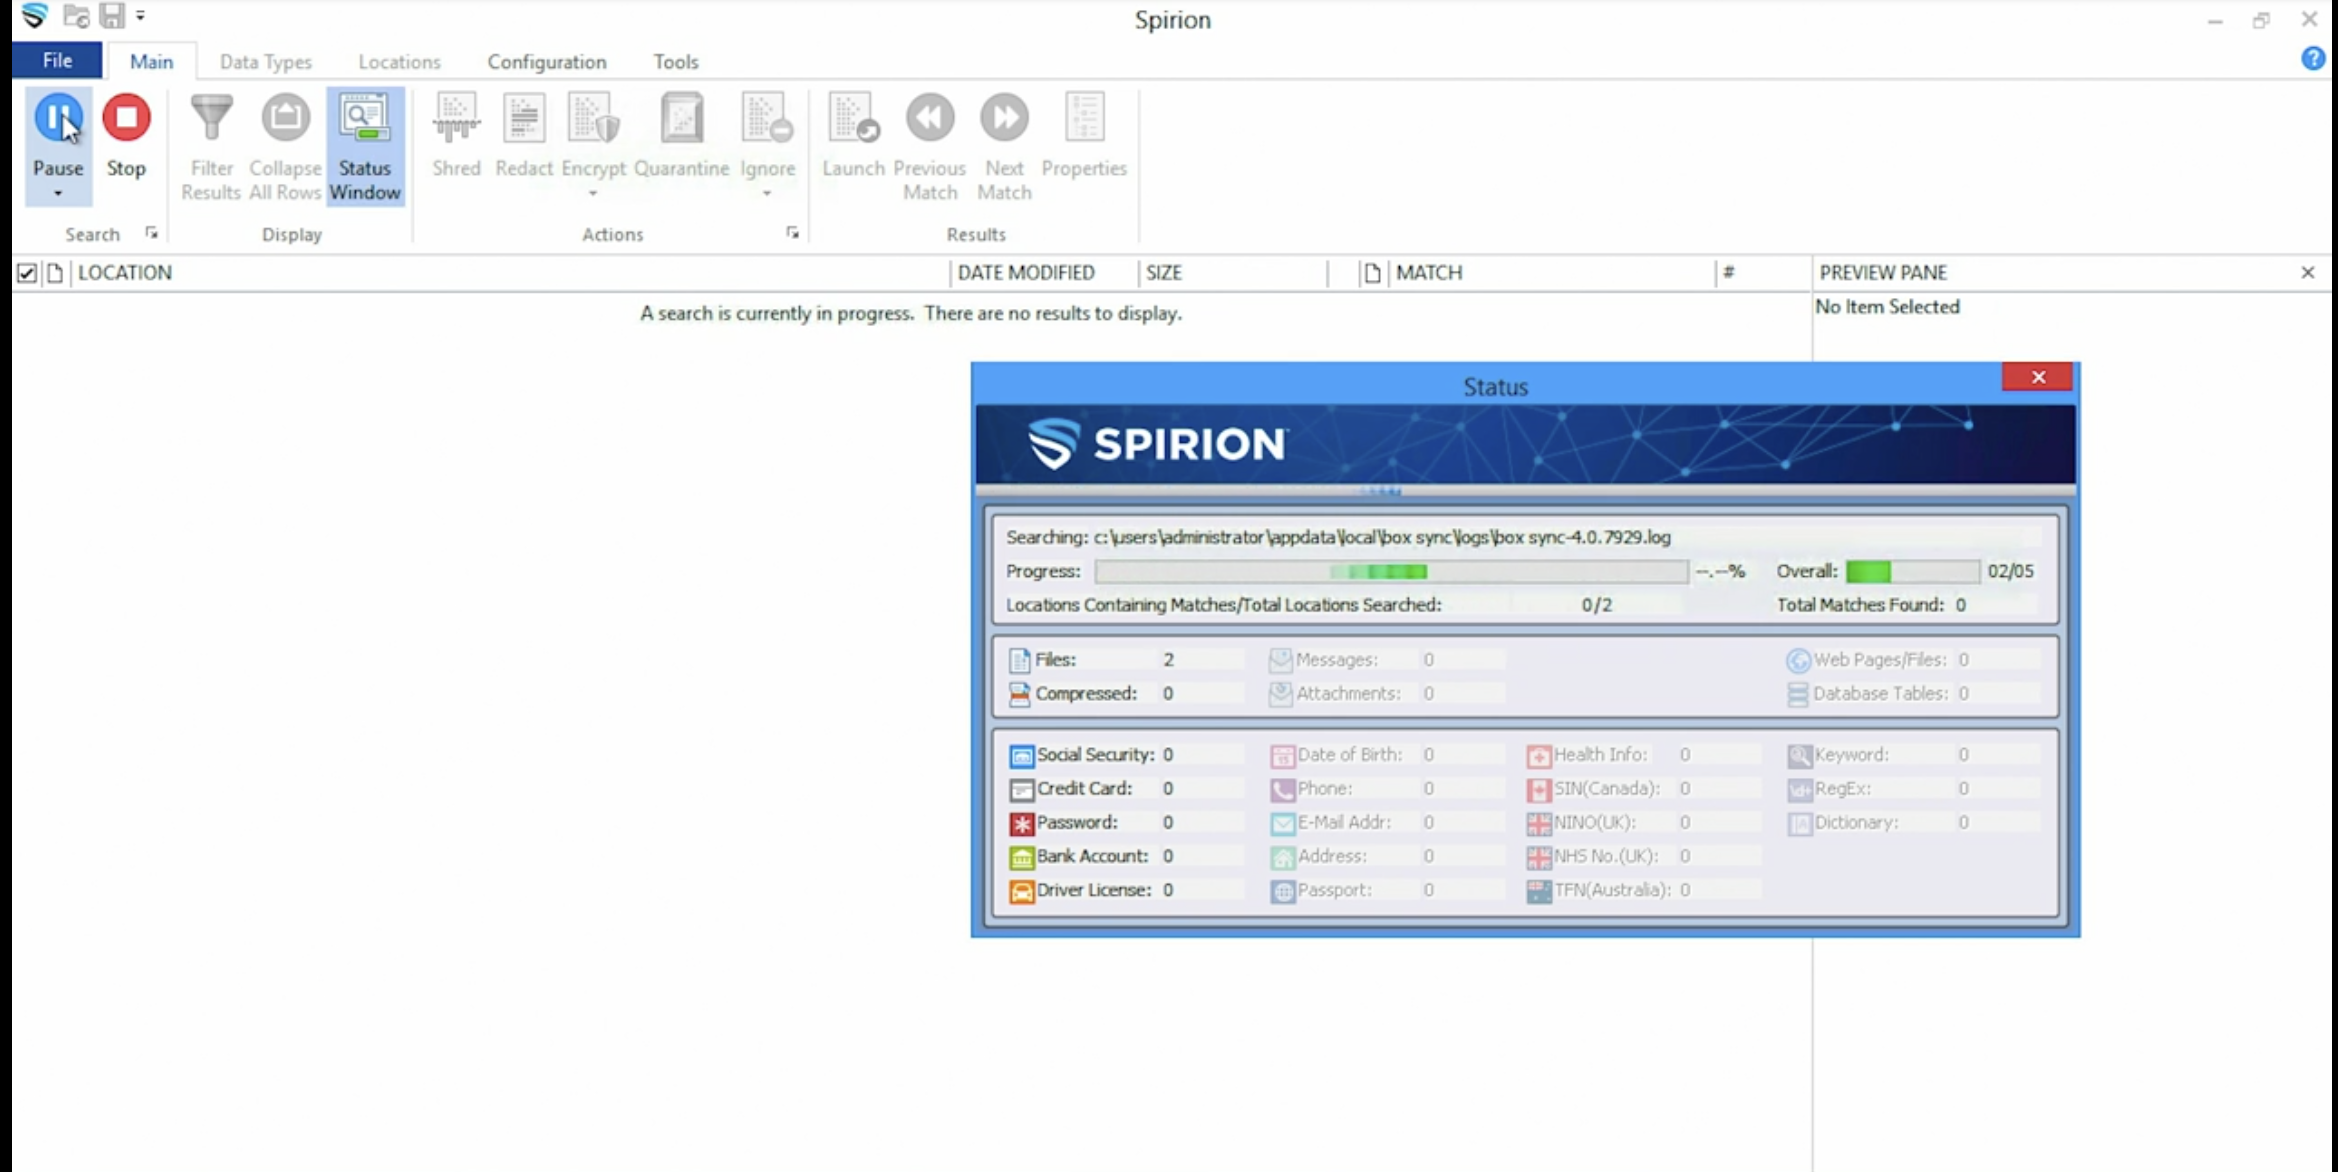 Spirion
File Main Data Types Locations Configuration Tools
Pause Stop Filter Results Collapse All Rows Status Window Shred Redact Encrypt Quarantine Ignore Launch Previous Match Next Match Properties
Search Display Actions Results
LOCATION DATE MODIFIED SIZE MATCH # PREVIEW PANE
A search is currently in progress. There are no results to display.
No Item Selected
Status
SPIRION
Searching: c:\users\administrator\appdata\local\box sync\logs\box sync-4.0.7929.log
Progress: --.--% Overall: 02/05
Locations Containing Matches/Total Locations Searched: 0/2 Total Matches Found: 0
Files: 2 Messages: 0 Web Pages/Files: 0
Compressed: 0 Attachments: 0 Database Tables: 0
Social Security: 0 Date of Birth: 0 Health Info: 0 Keyword: 0
Credit Card: 0 Phone: 0 SIN(Canada): 0 RegEx: 0
Password: 0 E-Mail Addr: 0 NINO(UK): 0 Dictionary: 0
Bank Account: 0 Address: 0 NHS No.(UK): 0
Driver License: 0 Passport: 0 TFN(Australia): 0